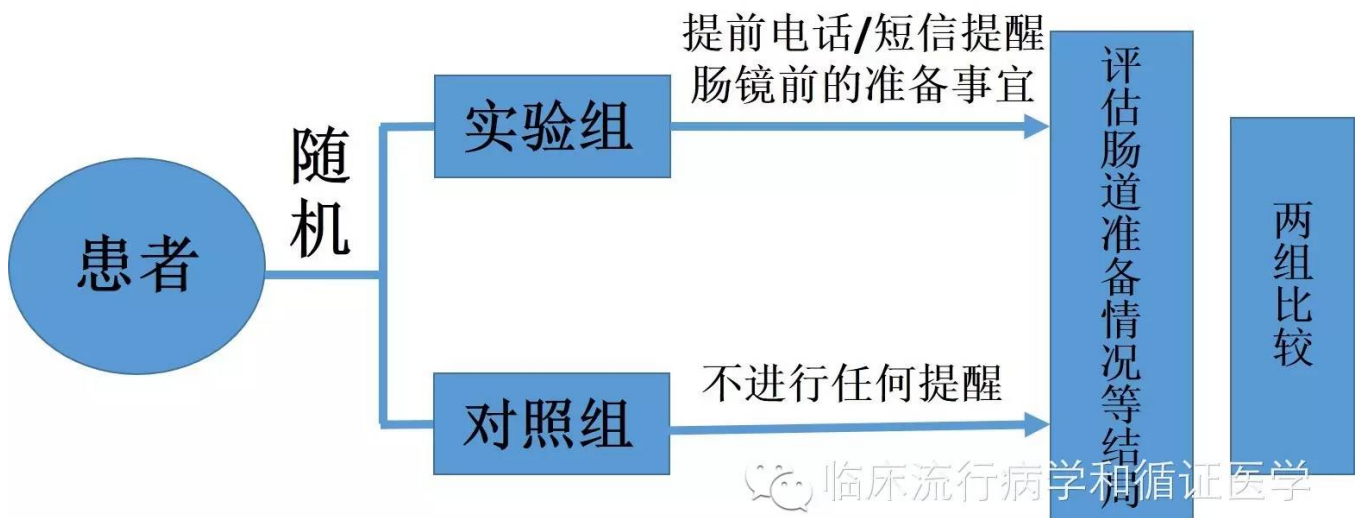 患者
随
机
实验组
提前电话/短信提醒
肠镜前的准备事宜
对照组
不进行任何提醒
评估肠道准备情况等结局
两组比较
临床流行病学和循证医学